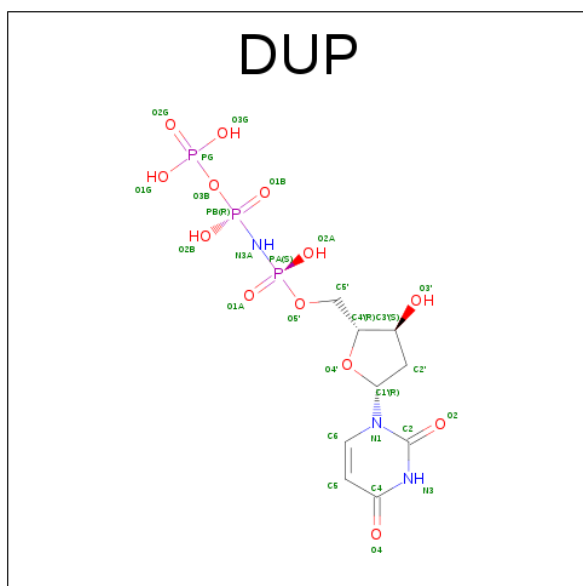 DUP
O2G O3G
O OH
P PG
HO O O1B
O1G O3B O
PB(R) P
HO NH O2A
O2B N3A OH
PA(S)
P C5' O3'
O O OH
O1A O5' C4'(R) C3'(S)
O4' O C2'
C1'(R)
O2
C6 N N1 C2 O
C5 C4 NH N3
O
O4